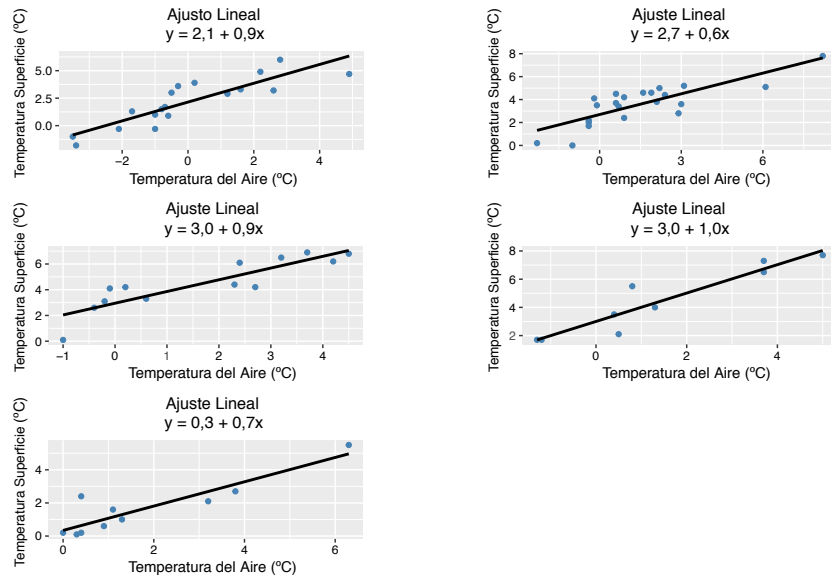 Ajusto Lineal
y = 2,1 + 0,9x
Temperatura Superficie (ºC)
5.0
2.5
0.0
−2
0
2
4
Temperatura del Aire (ºC)
Ajuste Lineal
y = 2,7 + 0,6x
Temperatura Superficie (ºC)
8
6
4
2
0
0
3
6
Temperatura del Aire (ºC)
Ajuste Lineal
y = 3,0 + 0,9x
Temperatura Superficie (ºC)
6
4
2
0
−1
0
1
2
3
4
Temperatura del Aire (ºC)
Ajuste Lineal
y = 3,0 + 1,0x
Temperatura Superficie (ºC)
8
6
4
2
0
2
4
Temperatura del Aire (ºC)
Ajuste Lineal
y = 0,3 + 0,7x
Temperatura Superficie (ºC)
4
2
0
0
2
4
6
Temperatura del Aire (ºC)